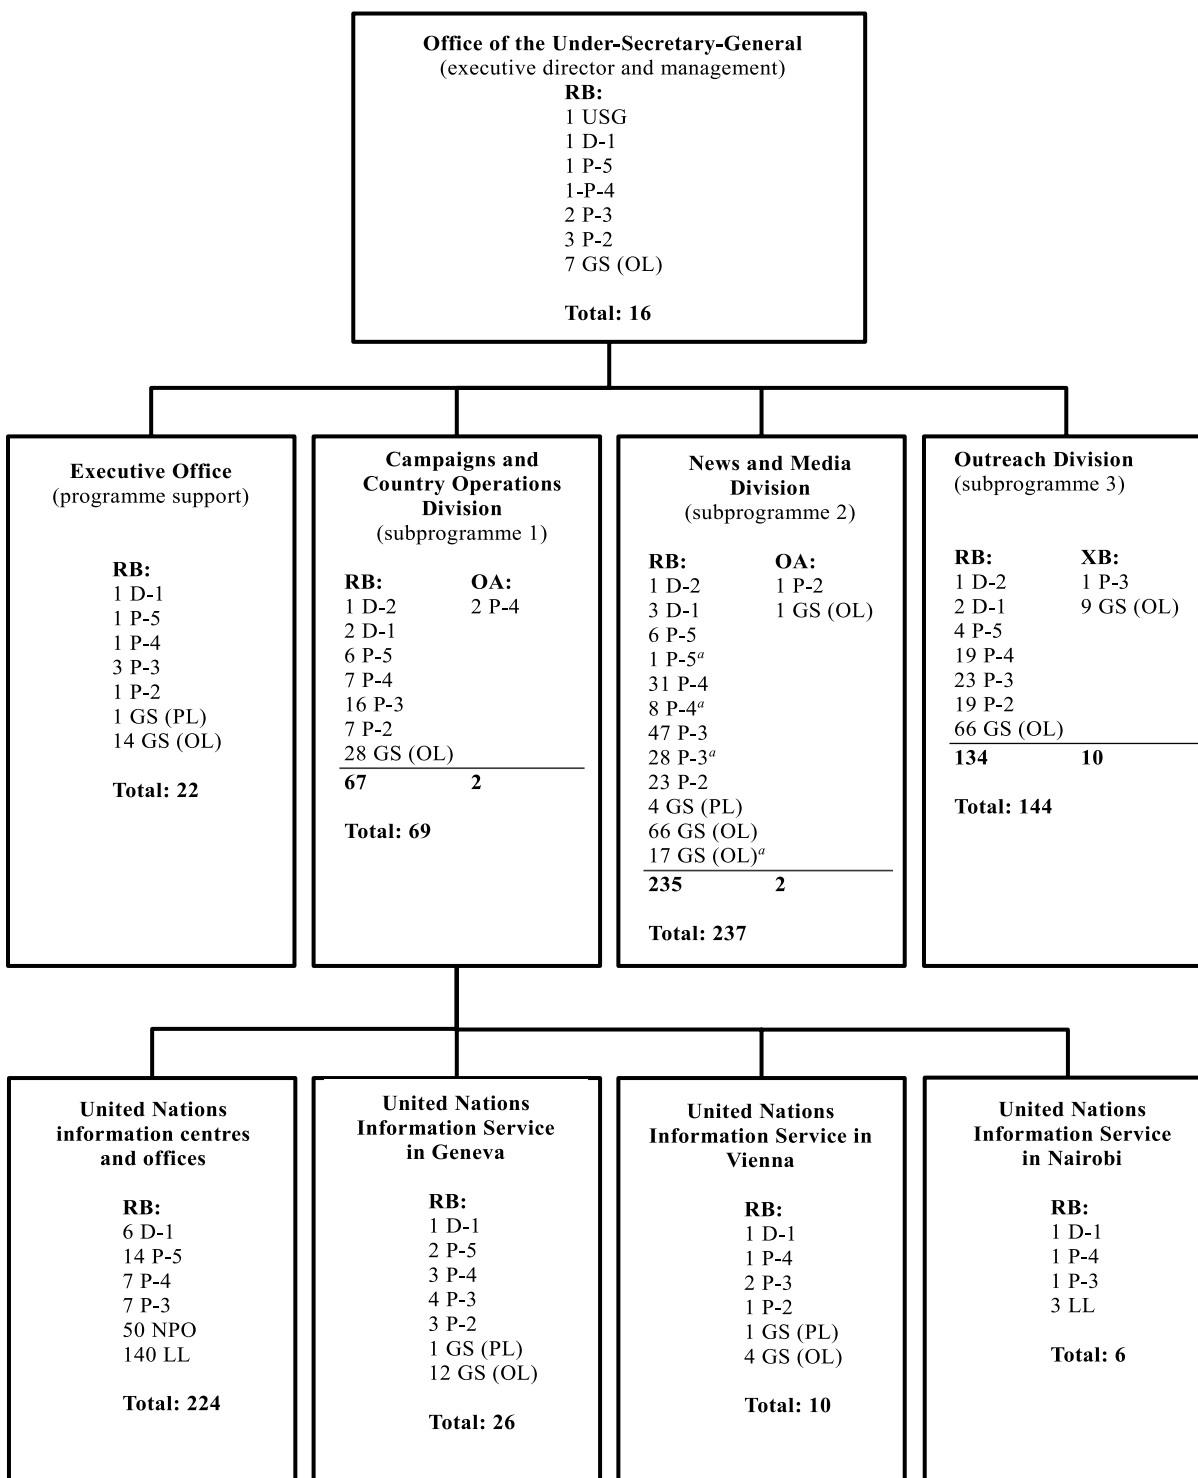 Office of the Under-Secretary-General
(executive director and management)
RB:
1 USG
1 D-1
1 P-5
1-P-4
2 P-3
3 P-2
7 GS (OL)
Total: 16
Executive Office
(programme support)
RB:
1 D-1
1 P-5
1 P-4
3 P-3
1 P-2
1 GS (PL)
14 GS (OL)
Total: 22
Campaigns and
Country Operations
Division
(subprogramme 1)
RB: OA:
1 D-2 2 P-4
2 D-1
6 P-5
7 P-4
16 P-3
7 P-2
28 GS (OL)
67 2
Total: 69
News and Media
Division
(subprogramme 2)
RB: OA:
1 D-2 1 P-2
3 D-1 1 GS (OL)
6 P-5
1 P-5a
31 P-4
8 P-4a
47 P-3
28 P-3a
23 P-2
4 GS (PL)
66 GS (OL)
17 GS (OL)a
235 2
Total: 237
Outreach Division
(subprogramme 3)
RB: XB:
1 D-2 1 P-3
2 D-1 9 GS (OL)
4 P-5
19 P-4
23 P-3
19 P-2
66 GS (OL)
134 10
Total: 144
United Nations
information centres
and offices
RB:
6 D-1
14 P-5
7 P-4
7 P-3
50 NPO
140 LL
Total: 224
United Nations
Information Service
in Geneva
RB:
1 D-1
2 P-5
3 P-4
4 P-3
3 P-2
1 GS (PL)
12 GS (OL)
Total: 26
United Nations
Information Service in
Vienna
RB:
1 D-1
1 P-4
2 P-3
1 P-2
1 GS (PL)
4 GS (OL)
Total: 10
United Nations
Information Service
in Nairobi
RB:
1 D-1
1 P-4
1 P-3
3 LL
Total: 6